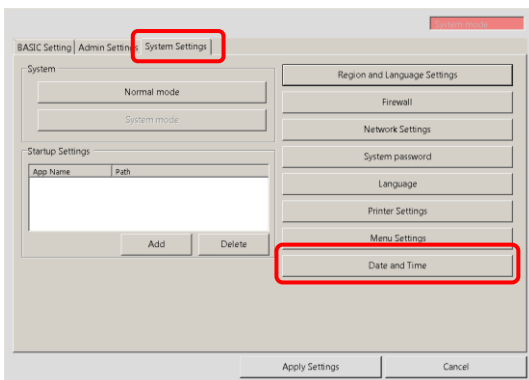 System mode
BASIC Setting
Admin Settings
System Settings
System
Normal mode
System mode
Startup Settings
App Name
Path
Add
Delete
Region and Language Settings
Firewall
Network Settings
System password
Language
Printer Settings
Menu Settings
Date and Time
Apply Settings
Cancel